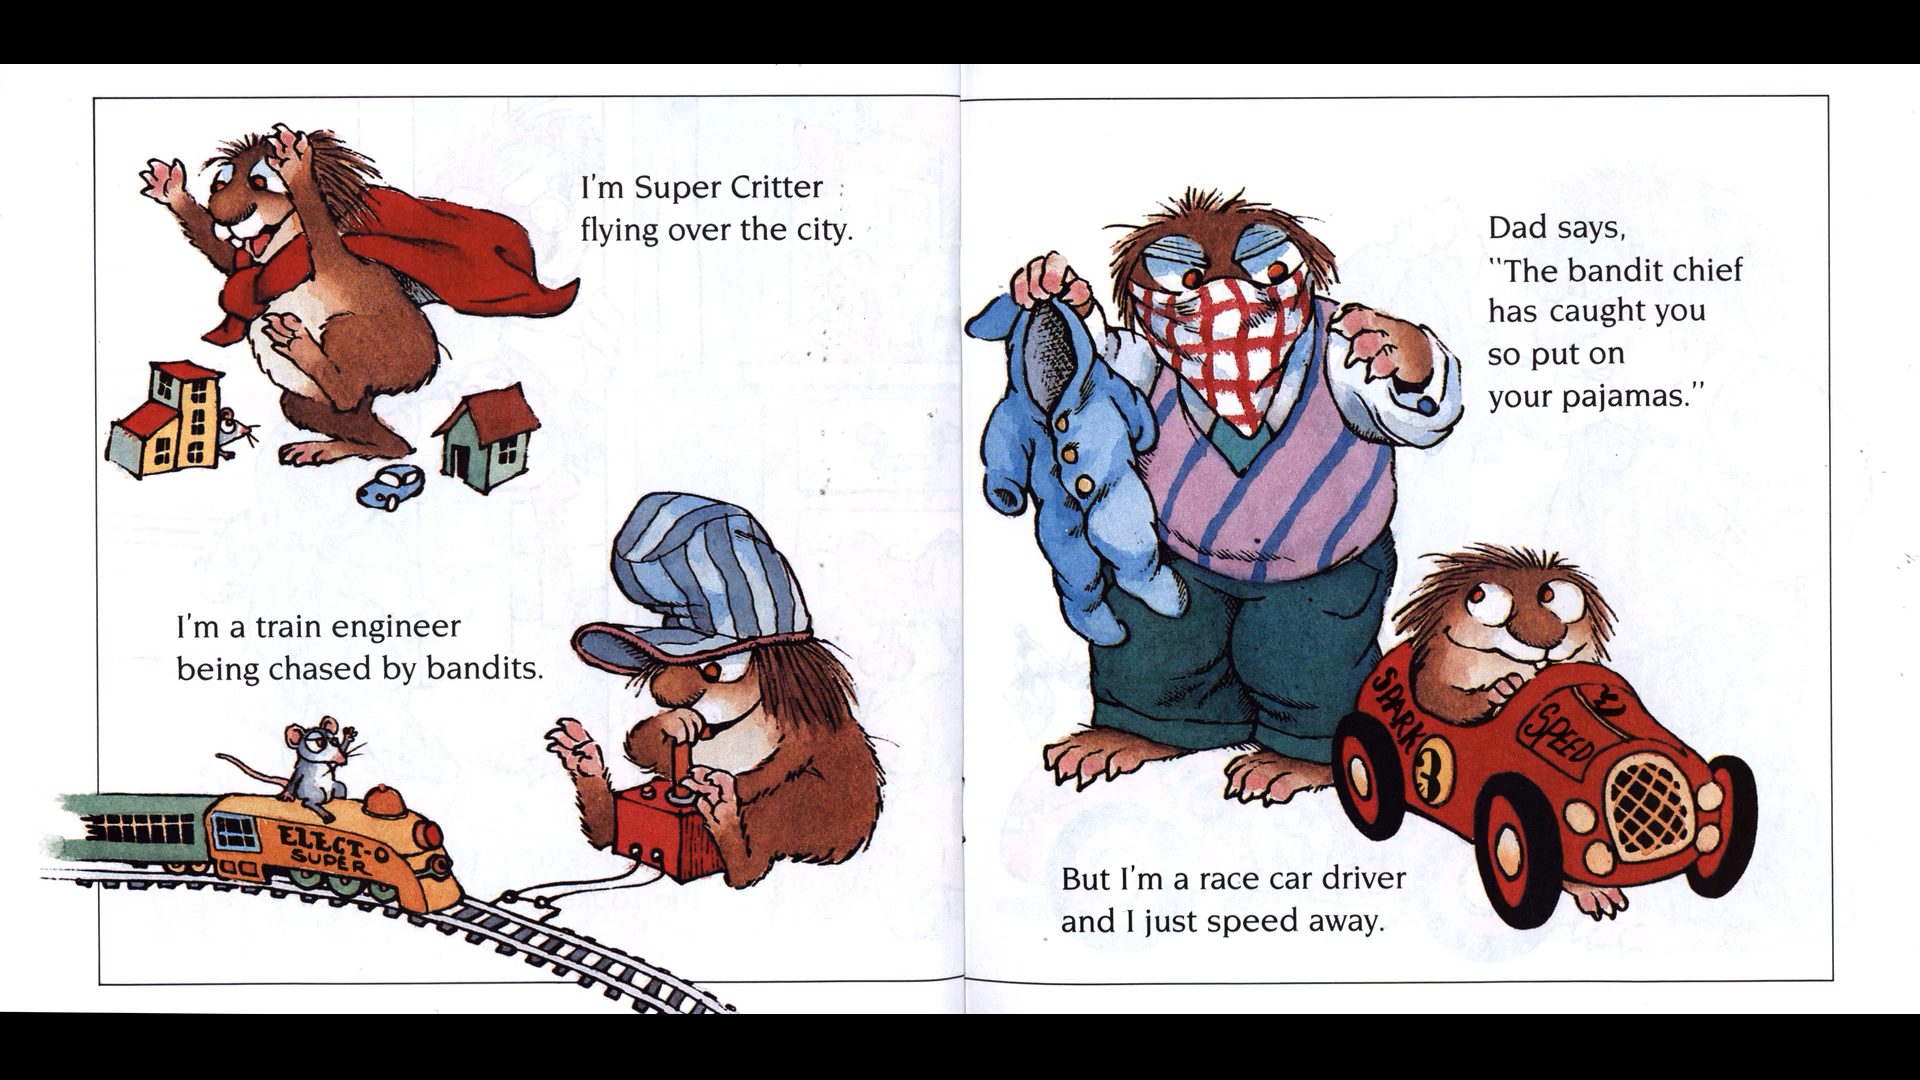 I'm Super Critter
flying over the city.
I'm a train engineer
being chased by bandits.
ELECT-O
SUPER
Dad says,
"The bandit chief
has caught you
so put on
your pajamas."
SPARK
3
SPEED
But I'm a race car driver
and I just speed away.